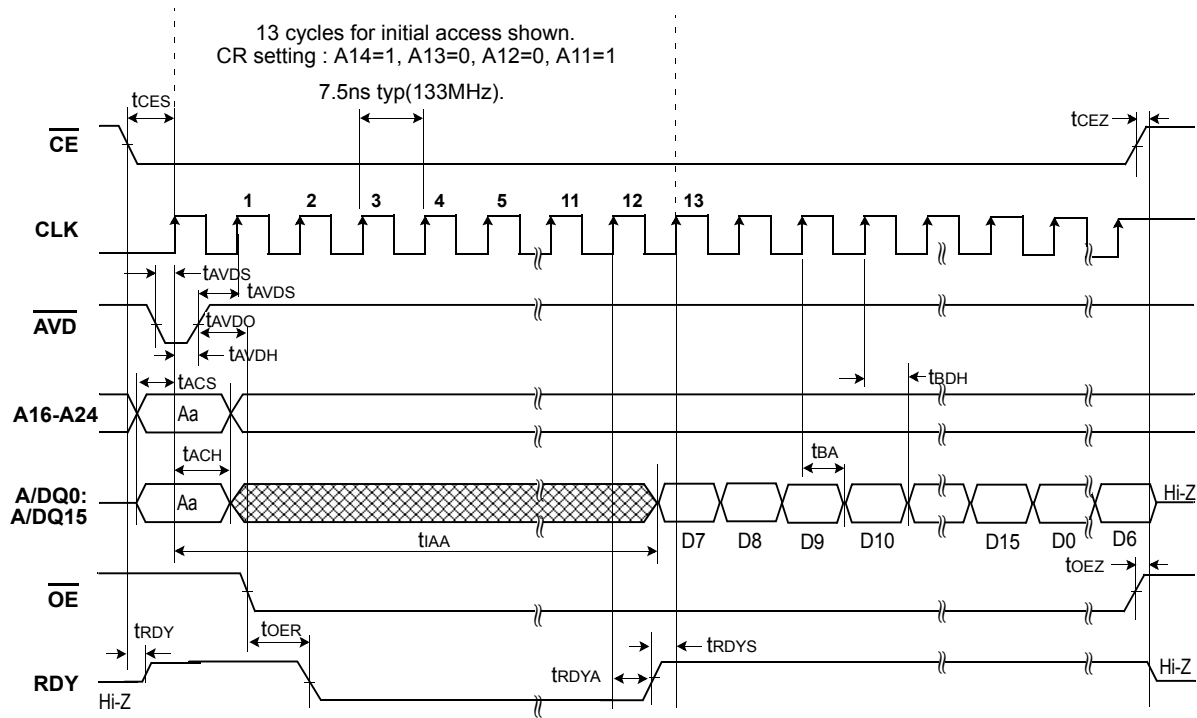 13 cycles for initial access shown.
CR setting : A14=1, A13=0, A12=0, A11=1
7.5ns typ(133MHz).
tCES
tCEZ
CE
1 2 3 4 5 11 12 13
CLK
tAVDS
tAVDS
AVD
tAVDO
tAVDH
tACS
tBDH
A16-A24
Aa
tACH
tBA
A/DQ0:
A/DQ15
Aa
Hi-Z
tIAA
D7 D8 D9 D10 D15 D0 D6
tOEZ
OE
tRDY
tOER
tRDYS
tRDYA
RDY
Hi-Z
Hi-Z